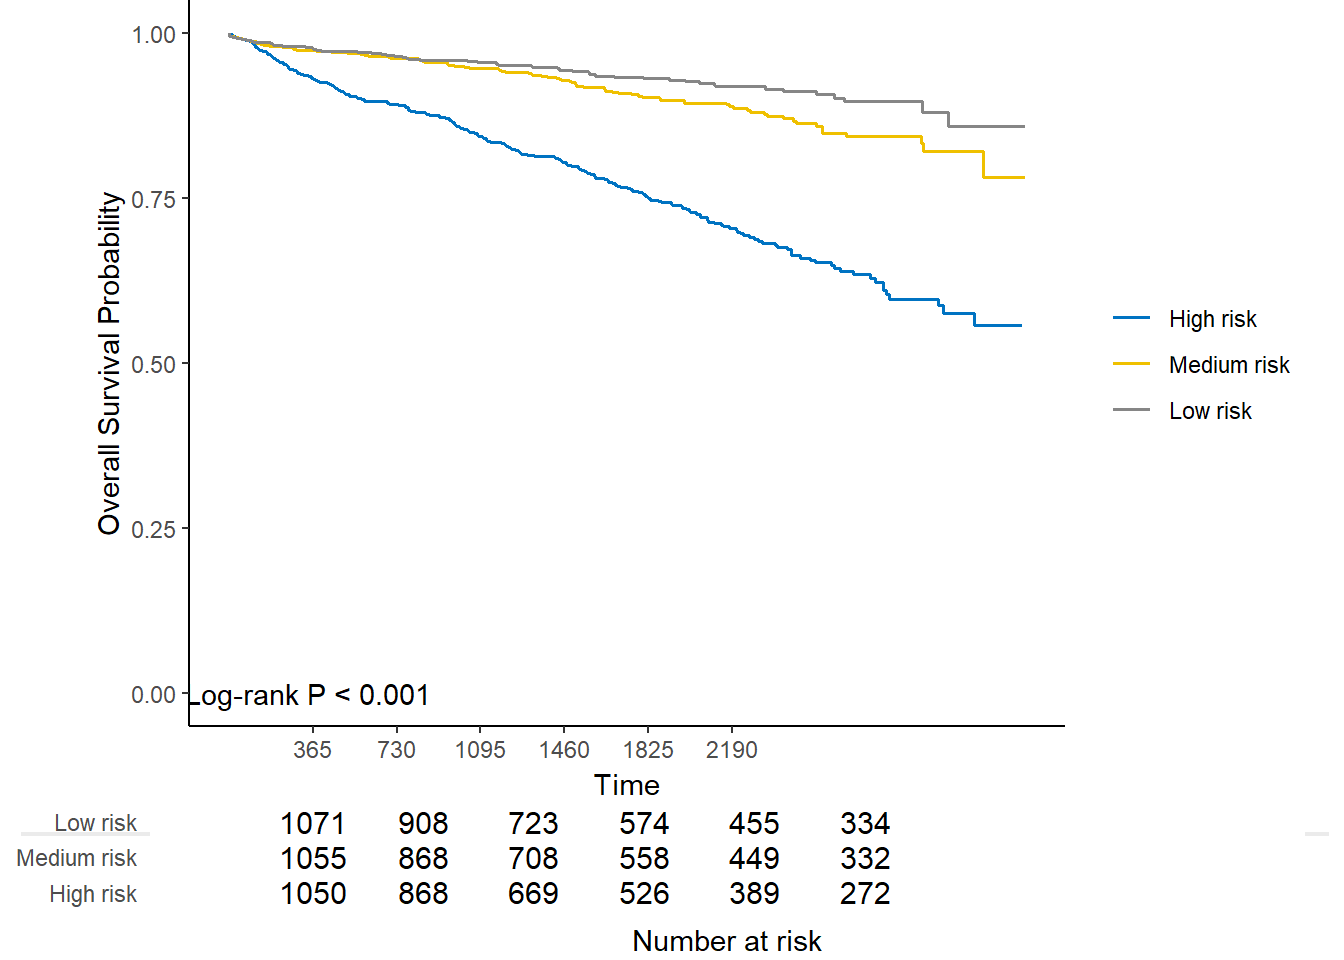 1.00
0.75
0.50
0.25
0.00
Overall Survival Probability
Log-rank P < 0.001
365 730 1095 1460 1825 2190
Time
High risk
Medium risk
Low risk
Low risk 1071 908 723 574 455 334
Medium risk 1055 868 708 558 449 332
High risk 1050 868 669 526 389 272
Number at risk